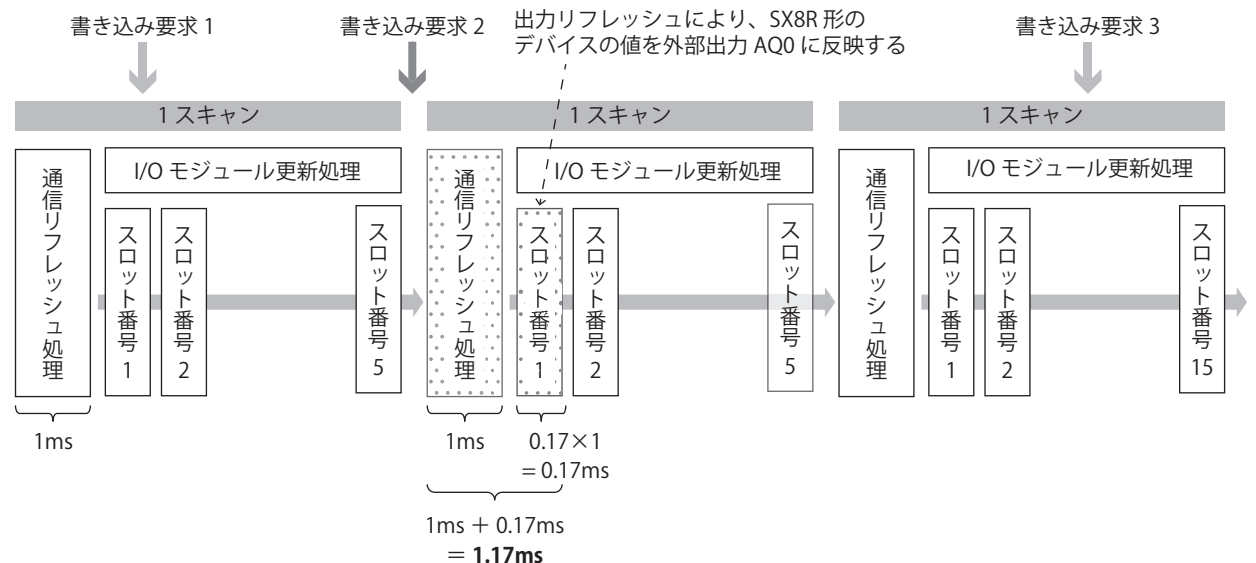 書き込み要求 1
書き込み要求 2
出力リフレッシュにより、SX8R 形の
デバイスの値を外部出力 AQ0 に反映する
書き込み要求 3
1 スキャン
1 スキャン
1 スキャン
通信リフレッシュ処理
I/O モジュール更新処理
スロット番号 1
スロット番号 2
スロット番号 5
通信リフレッシュ処理
I/O モジュール更新処理
スロット番号 1
スロット番号 2
スロット番号 5
通信リフレッシュ処理
I/O モジュール更新処理
スロット番号 1
スロット番号 2
スロット番号 15
1ms
1ms
0.17×1
= 0.17ms
1ms + 0.17ms
= 1.17ms